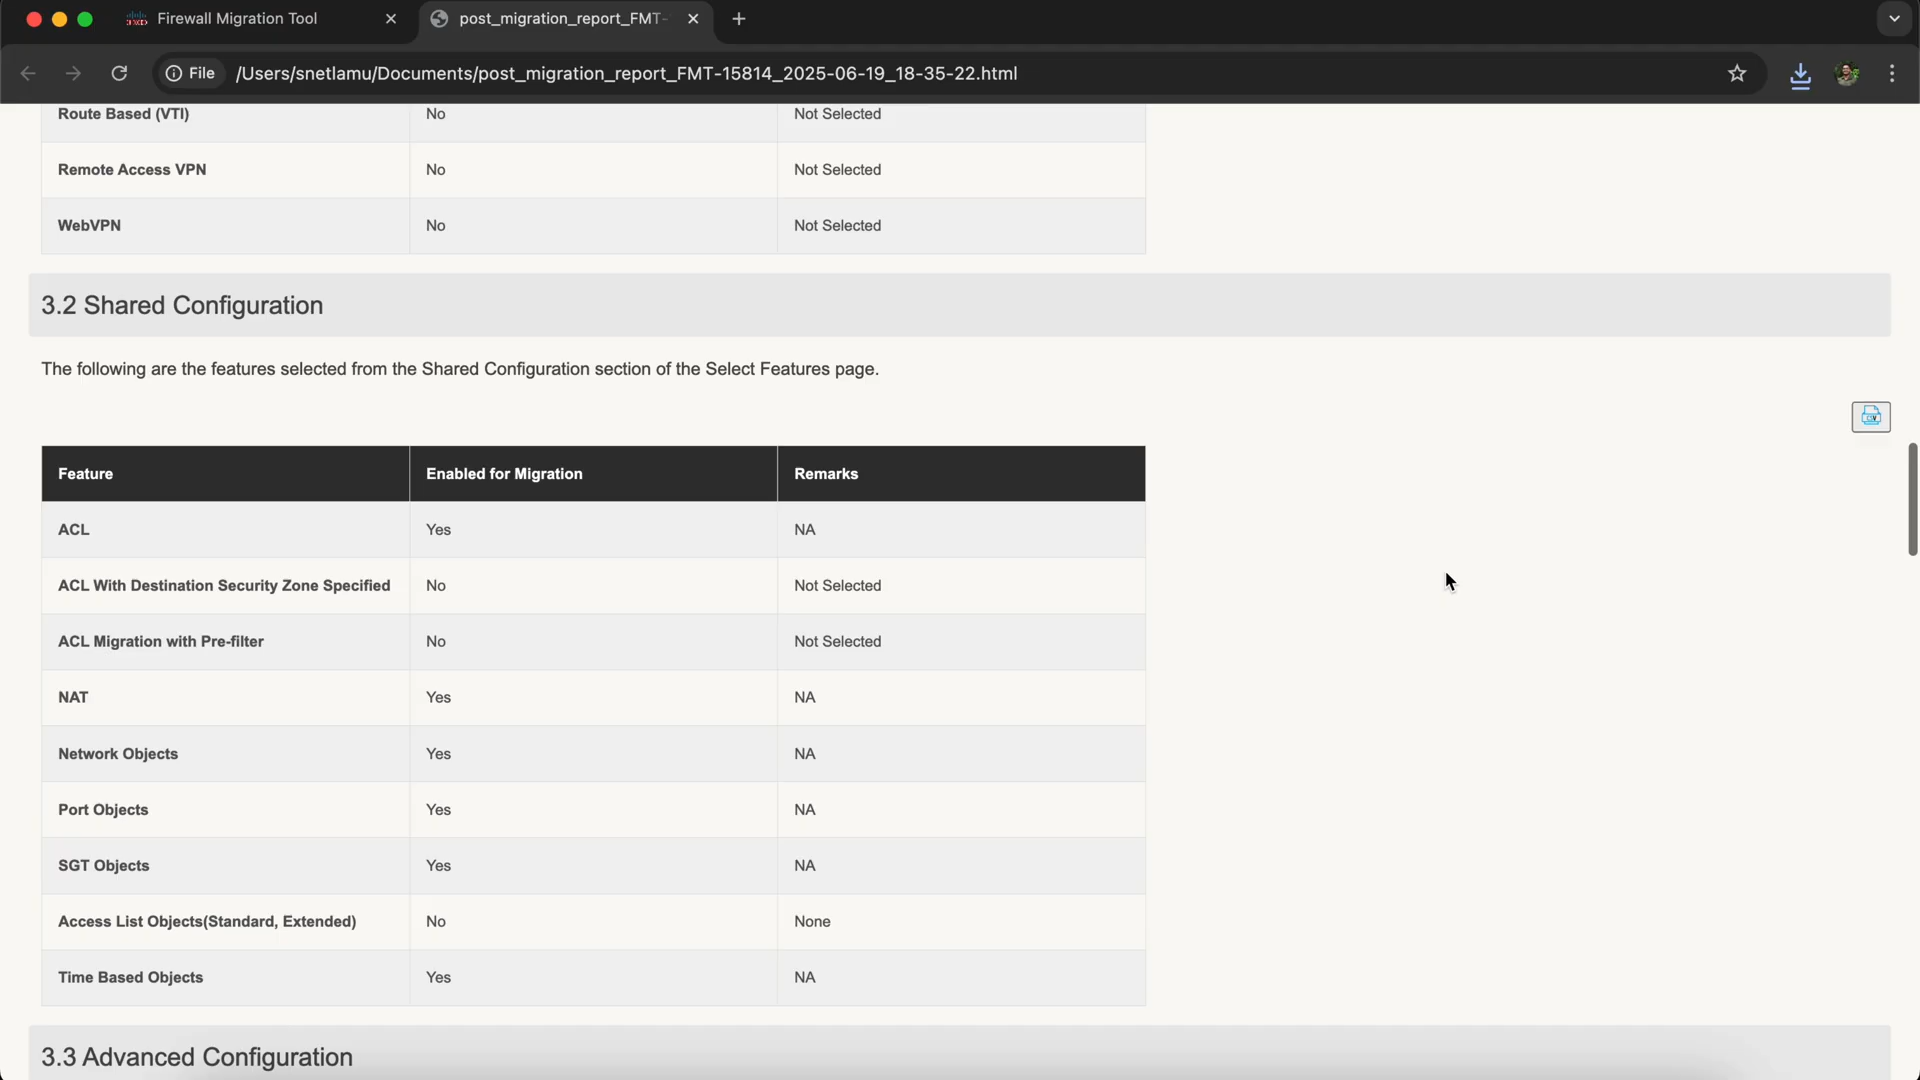 Firewall Migration Tool
post_migration_report_FMT-
File /Users/snetlamu/Documents/post_migration_report_FMT-15814_2025-06-19_18-35-22.html
Route Based (VTI) No Not Selected
Remote Access VPN No Not Selected
WebVPN No Not Selected
3.2 Shared Configuration
The following are the features selected from the Shared Configuration section of the Select Features page.
Feature Enabled for Migration Remarks
ACL Yes NA
ACL With Destination Security Zone Specified No Not Selected
ACL Migration with Pre-filter No Not Selected
NAT Yes NA
Network Objects Yes NA
Port Objects Yes NA
SGT Objects Yes NA
Access List Objects(Standard, Extended) No None
Time Based Objects Yes NA
3.3 Advanced Configuration